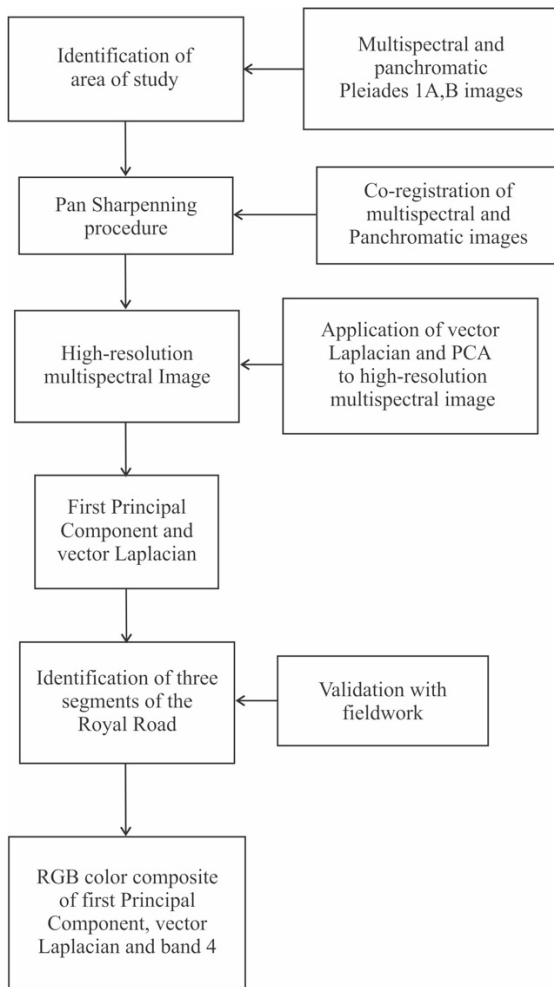 Identification of
area of study
Multispectral and
panchromatic
Pleiades 1A,B images
Pan Sharpenning
procedure
Co-registration of
multispectral and
Panchromatic images
High-resolution
multispectral Image
Application of vector
Laplacian and PCA
to high-resolution
multispectral image
First Principal
Component and
vector Laplacian
Identification of three
segments of the
Royal Road
Validation with
fieldwork
RGB color composite
of first Principal
Component, vector
Laplacian and band 4